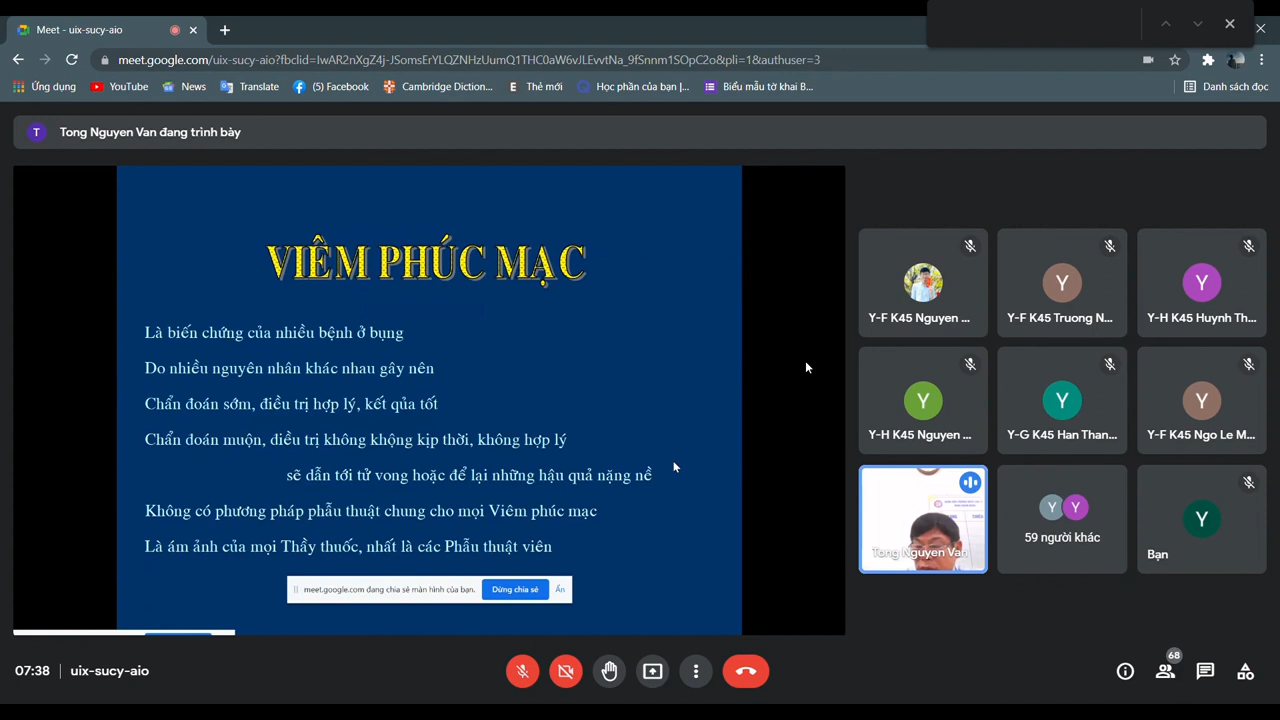 Meet - uix-sucy-aio
meet.google.com/uix-sucy-aio?fbclid=IwAR2nXgZ4j-JSomsErYLQZNHzUumQ1THC0aW6vJLEvvtNa_9fSnnm1SOpC2o&pli=1&authuser=3
Ứng dụng YouTube News Translate (5) Facebook Cambridge Diction... E Thẻ mới Học phần của bạn |... Biểu mẫu tờ khai B... Danh sách đọc
T Tong Nguyen Van đang trình bày
VIÊM PHÚC MẠC
Là biến chứng của nhiều bệnh ở bụng
Do nhiều nguyên nhân khác nhau gây nên
Chẩn đoán sớm, điều trị hợp lý, kết qủa tốt
Chẩn đoán muộn, điều trị không khộng kịp thời, không hợp lý
sẽ dẫn tới tử vong hoặc để lại những hậu quả nặng nề
Không có phương pháp phẫu thuật chung cho mọi Viêm phúc mạc
Là ám ảnh của mọi Thầy thuốc, nhất là các Phẫu thuật viên
meet.google.com đang chia sẻ màn hình của bạn. Dừng chia sẻ Ẩn
Y Y
Y-F K45 Nguyen ... Y-F K45 Truong N... Y-H K45 Huynh Th...
Y Y Y
Y-H K45 Nguyen ... Y-G K45 Han Than... Y-F K45 Ngo Le M...
Y Y Y
Tong Nguyen Van 59 người khác Bạn
07:38 | uix-sucy-aio 68